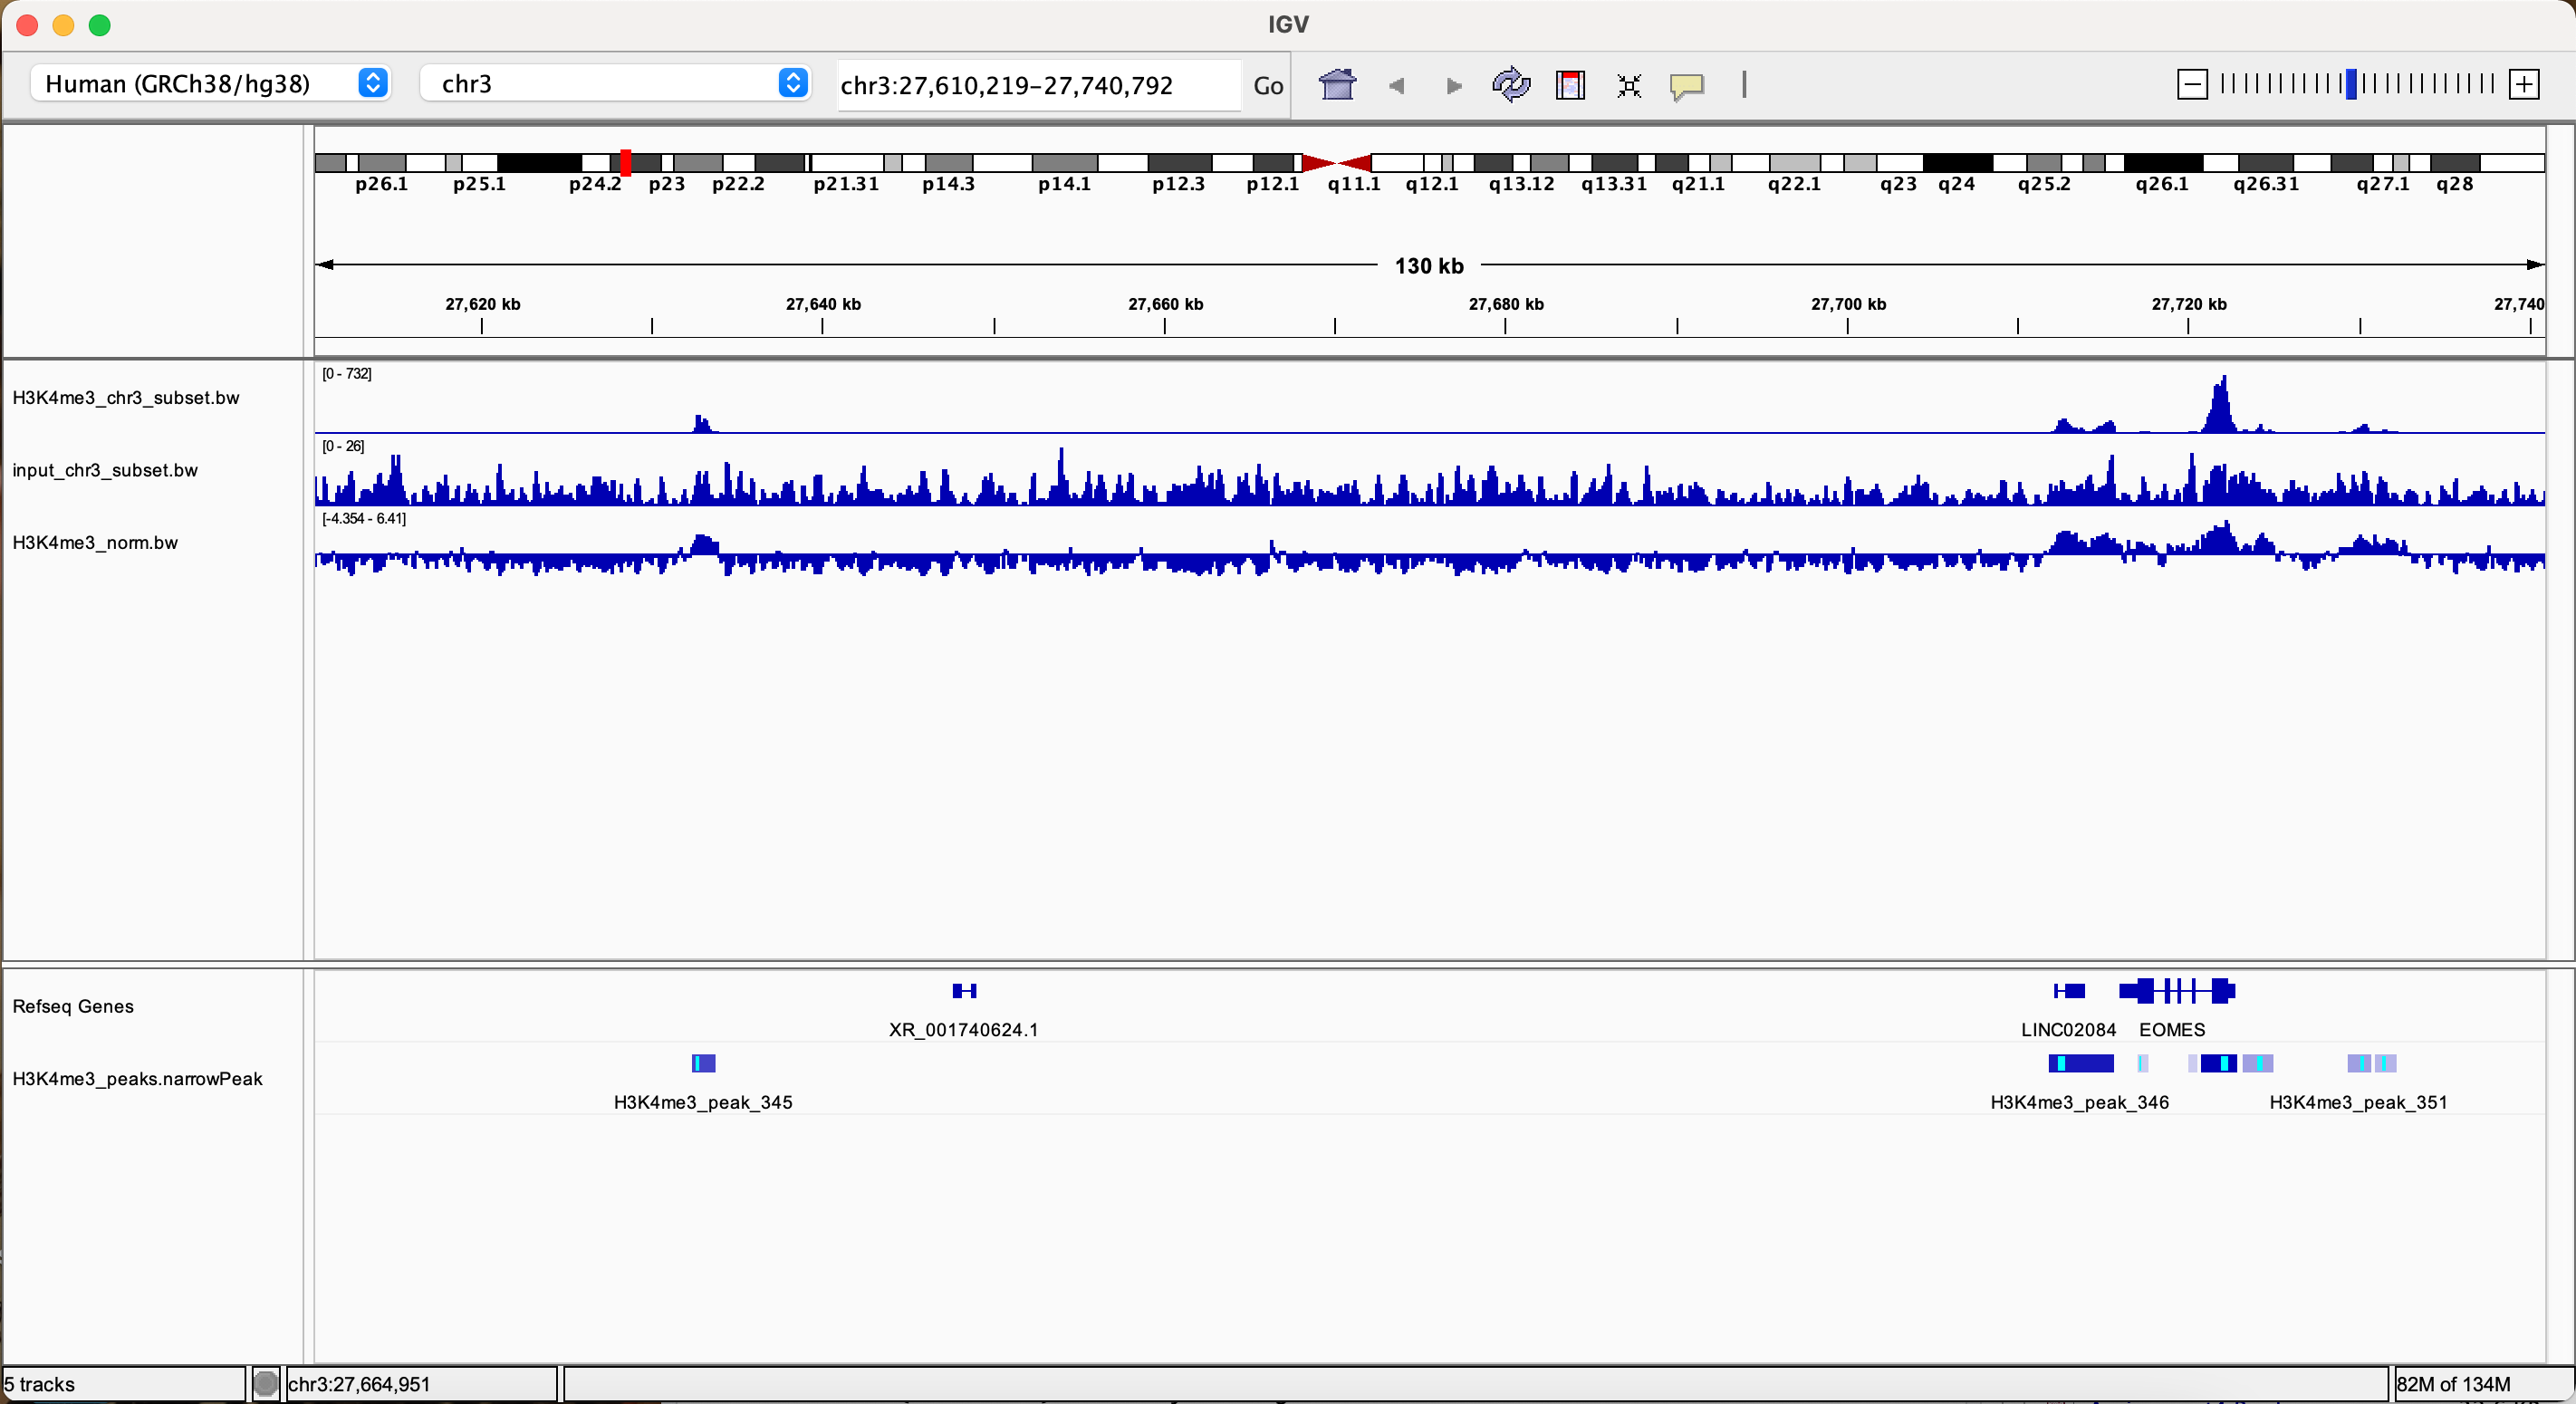 IGV
Human (GRCh38/hg38) chr3 chr3:27,610,219-27,740,792 Go
p26.1 p25.1 p24.2 p23 p22.2 p21.31 p14.3 p14.1 p12.3 p12.1 q11.1 q12.1 q13.12 q13.31 q21.1 q22.1 q23 q24 q25.2 q26.1 q26.31 q27.1 q28
130 kb
27,620 kb 27,640 kb 27,660 kb 27,680 kb 27,700 kb 27,720 kb 27,740
[0 - 732]
H3K4me3_chr3_subset.bw
[0 - 26]
input_chr3_subset.bw
[-4.354 - 6.41]
H3K4me3_norm.bw
Refseq Genes
XR_001740624.1 LINC02084 EOMES
H3K4me3_peaks.narrowPeak
H3K4me3_peak_345 H3K4me3_peak_346 H3K4me3_peak_351
5 tracks chr3:27,664,951 82M of 134M